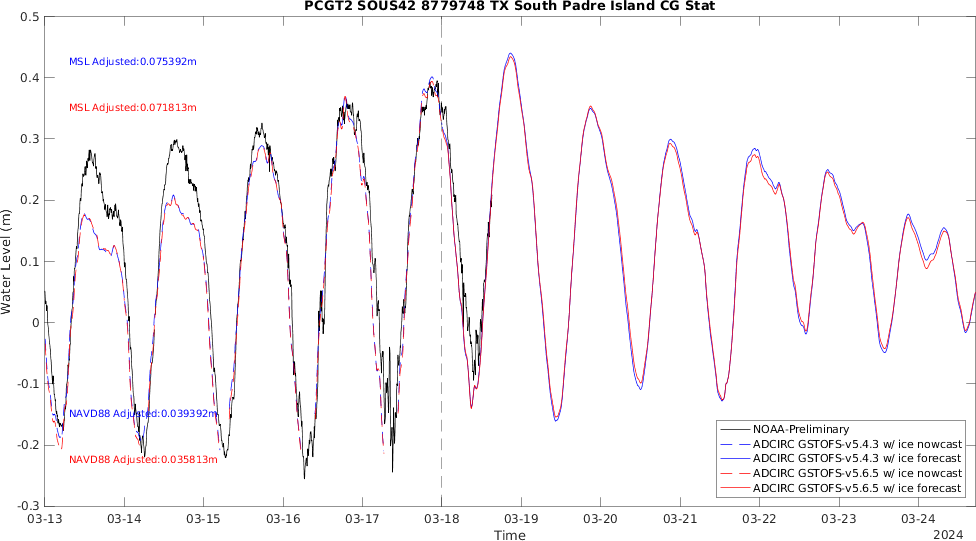 PCGT2 SOUS42 8779748 TX South Padre Island CG Stat
0.5
0.4
0.3
0.2
0.1
0
-0.1
-0.2
-0.3
Water Level (m)
MSL Adjusted:0.075392m
MSL Adjusted:0.071813m
NAVD88 Adjusted:0.039392m
NAVD88 Adjusted:0.035813m
NOAA-Preliminary
ADCIRC GSTOFS-v5.4.3 w/ ice nowcast
ADCIRC GSTOFS-v5.4.3 w/ ice forecast
ADCIRC GSTOFS-v5.6.5 w/ ice nowcast
ADCIRC GSTOFS-v5.6.5 w/ ice forecast
03-13 03-14 03-15 03-16 03-17 03-18 03-19 03-20 03-21 03-22 03-23 03-24
Time
2024